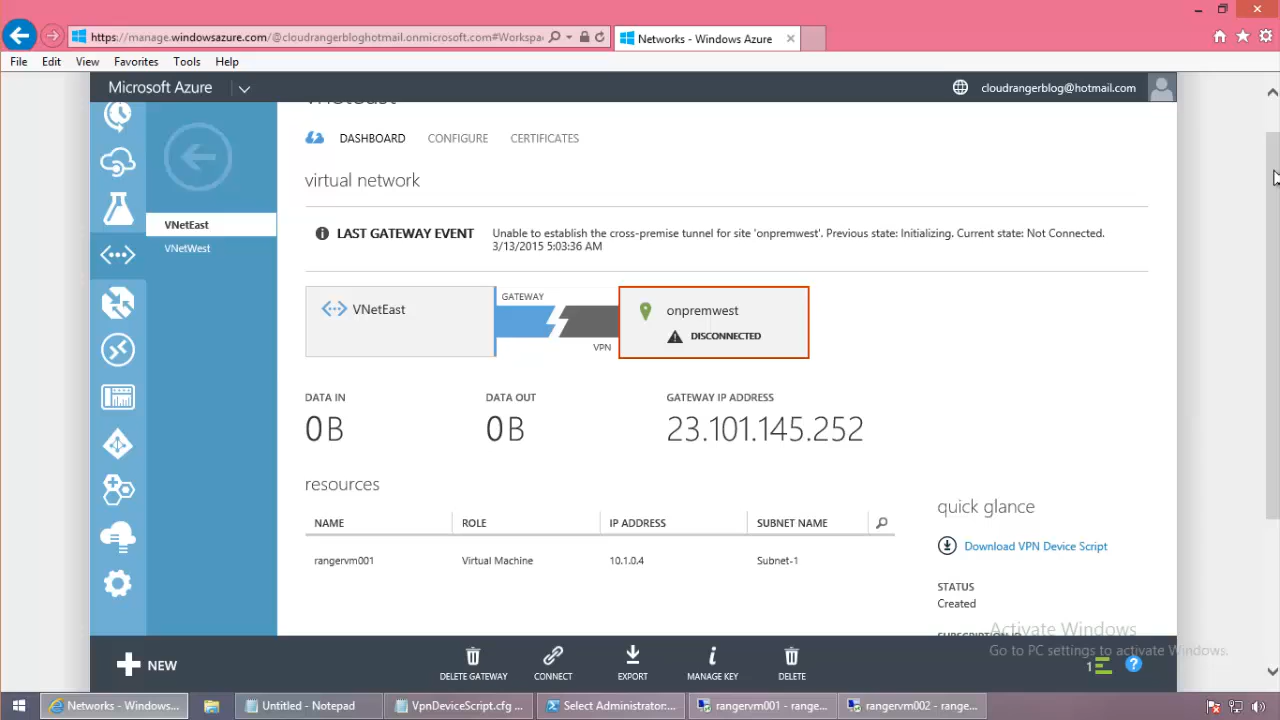 https://manage.windowsazure.com/@cloudrangerbloghotmail.onmicrosoft.com#Workspa
Networks - Windows Azure
File Edit View Favorites Tools Help
Microsoft Azure
cloudrangerblog@hotmail.com
DASHBOARD CONFIGURE CERTIFICATES
virtual network
VNetEast
VNetWest
LAST GATEWAY EVENT
Unable to establish the cross-premise tunnel for site 'onpremwest'. Previous state: Initializing. Current state: Not Connected.
3/13/2015 5:03:36 AM
VNetEast
GATEWAY
VPN
onpremwest
DISCONNECTED
DATA IN DATA OUT GATEWAY IP ADDRESS
0 B 0 B 23.101.145.252
resources
NAME ROLE IP ADDRESS SUBNET NAME
rangervm001 Virtual Machine 10.1.0.4 Subnet-1
quick glance
Download VPN Device Script
STATUS
Created
Activate Windows
Go to PC settings to activate Windows.
NEW
DELETE GATEWAY CONNECT EXPORT MANAGE KEY DELETE
1
Networks - Windows...
Untitled - Notepad
VpnDeviceScript.cfg ...
Select Administrator:...
rangervm001 - range...
rangervm002 - range...